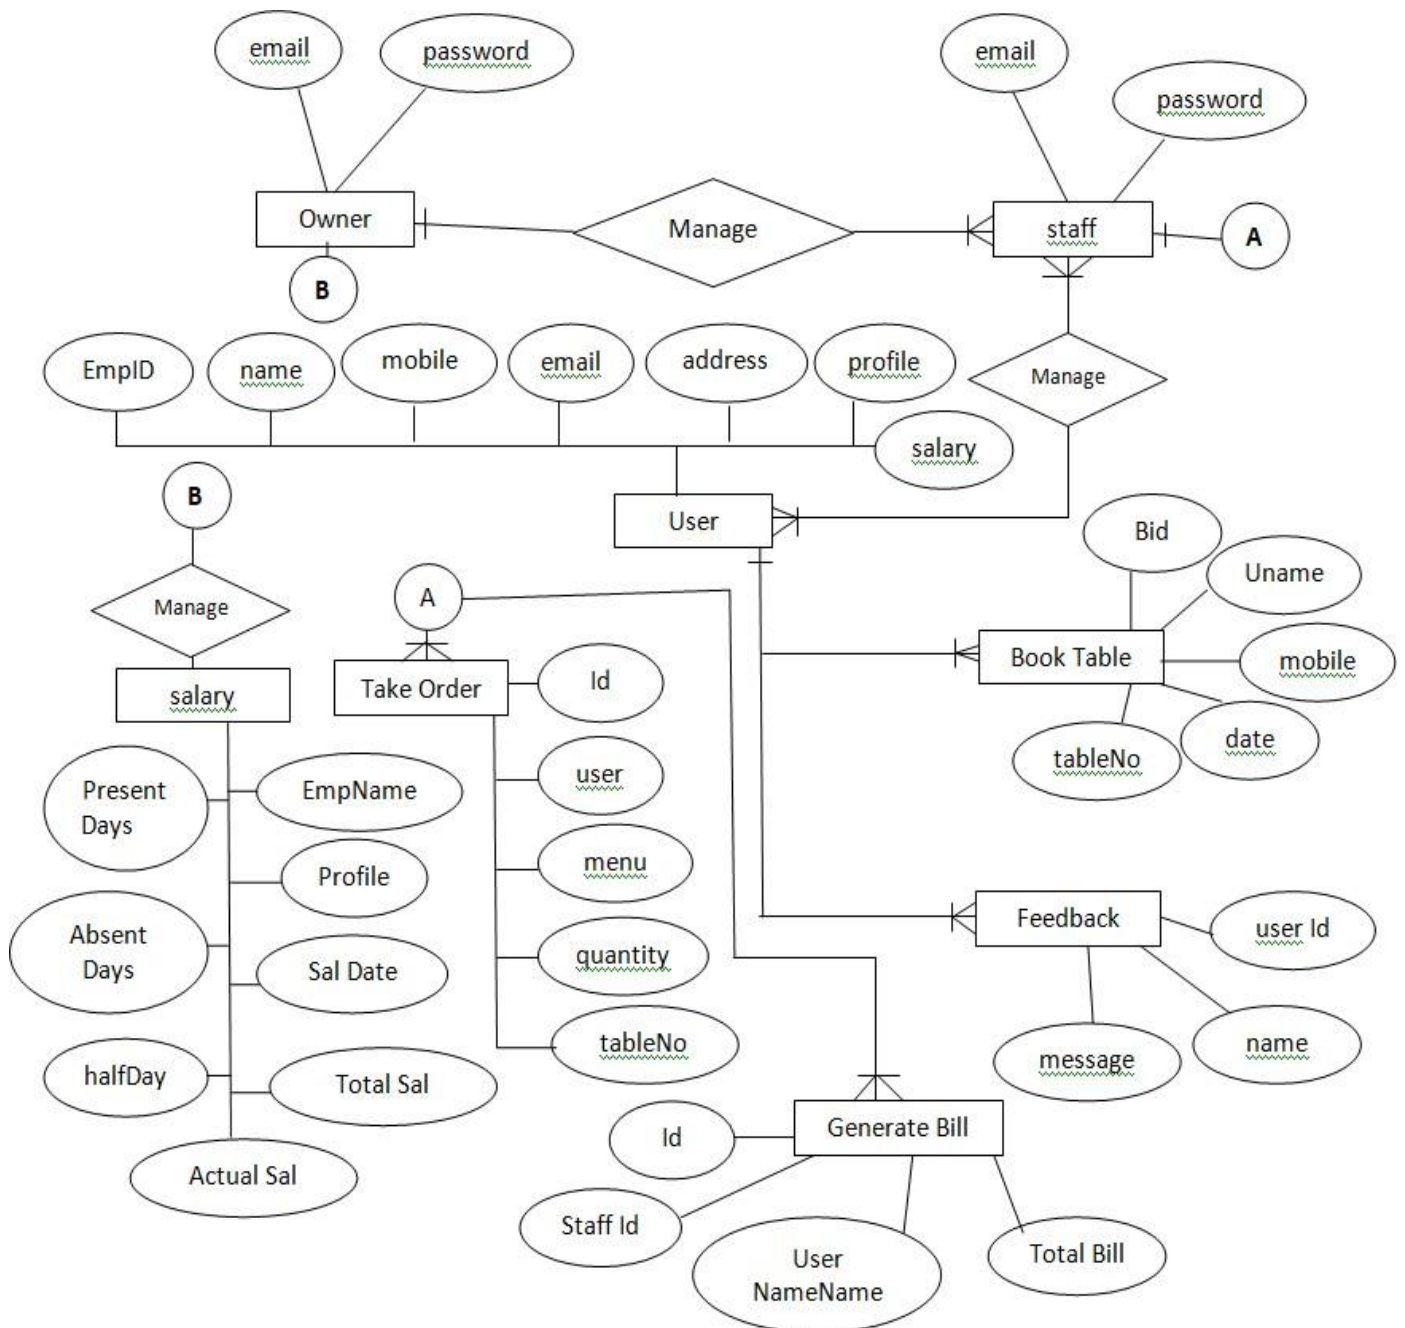 email
password
email
password
Owner
Manage
staff
A
B
EmpID
name
mobile
email
address
profile
Manage
salary
B
User
Bid
Uname
Manage
A
Book Table
mobile
salary
Take Order
Id
tableNo
date
Present
Days
EmpName
user
Profile
menu
Absent
Days
Sal Date
quantity
Feedback
user Id
halfDay
Total Sal
tableNo
message
name
Actual Sal
Id
Generate Bill
Staff Id
User
NameName
Total Bill